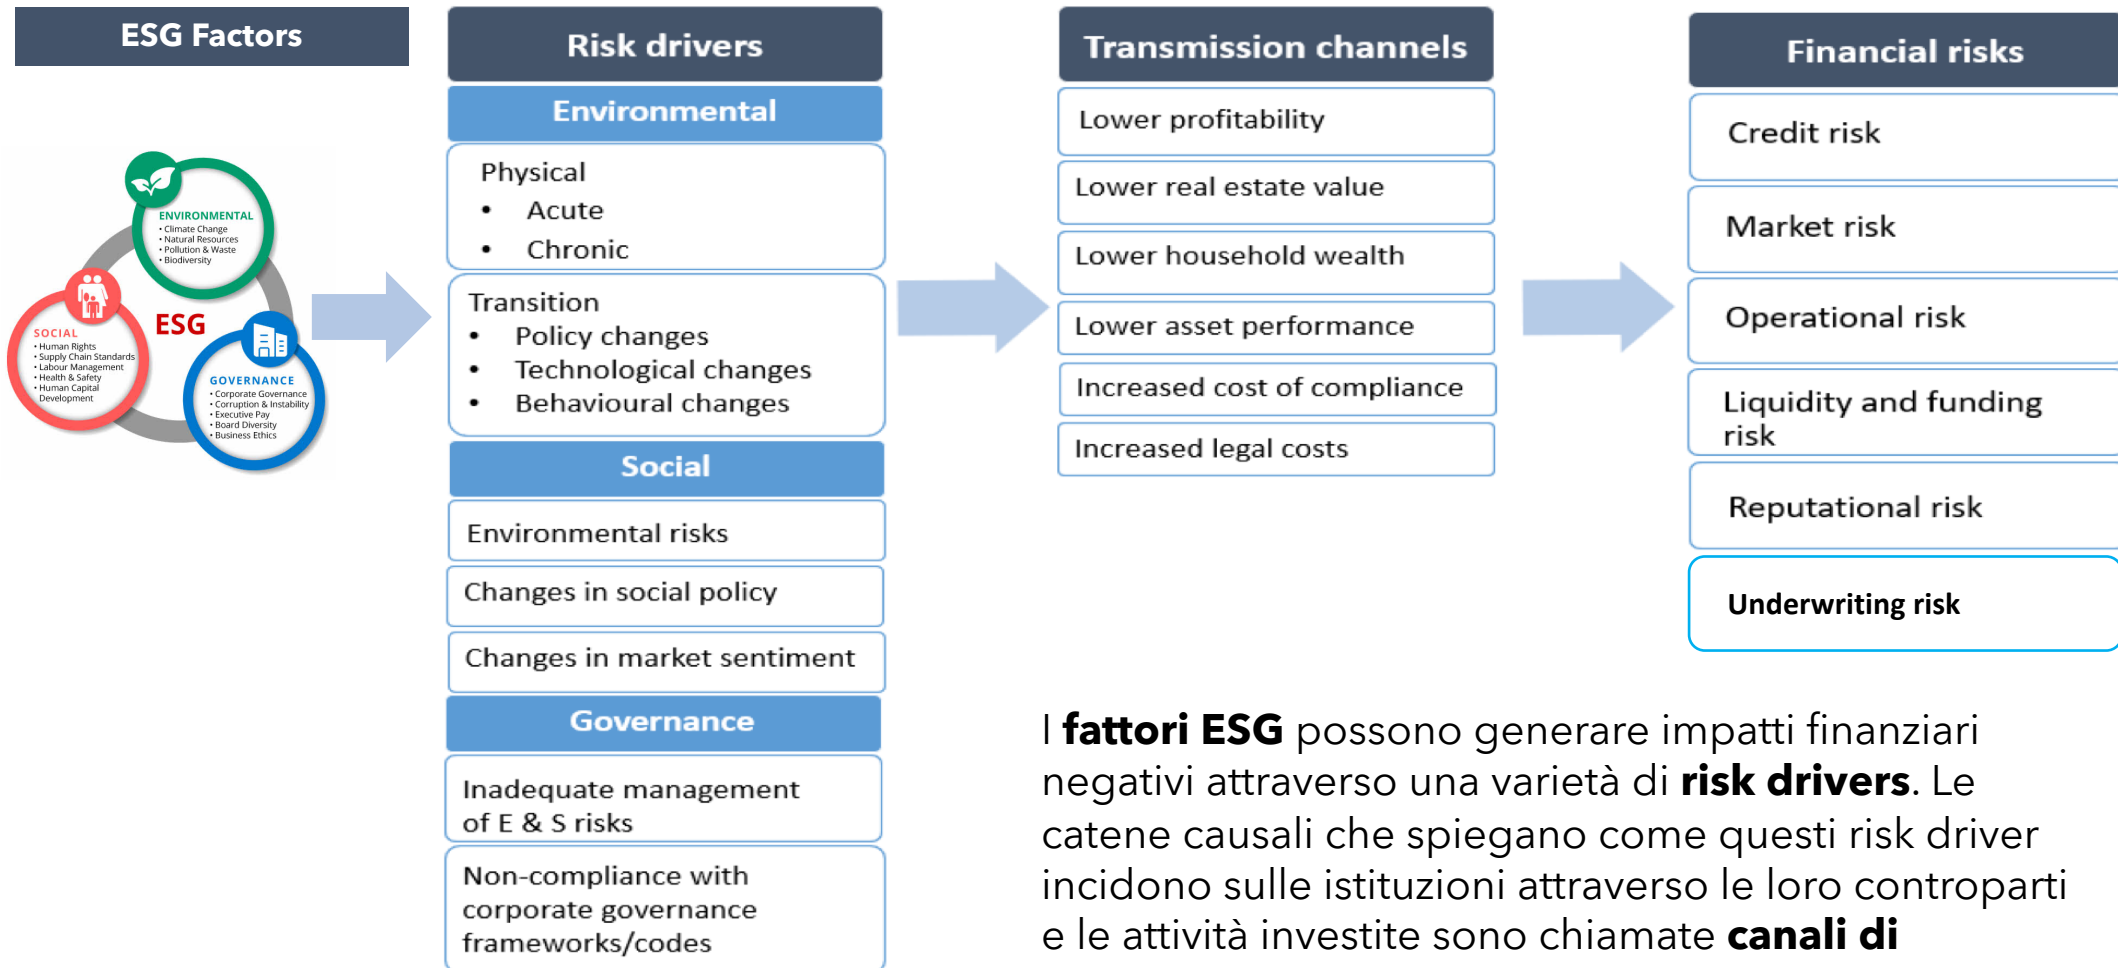 ESG Factors
ENVIRONMENTAL
• Climate Change
• Natural Resources
• Pollution & Waste
• Biodiversity
SOCIAL
• Human Rights
• Supply Chain Standards
• Labour Management
• Health & Safety
• Human Capital
Development
ESG
GOVERNANCE
• Corporate Governance
• Corruption & Instability
• Executive Pay
• Board Diversity
• Business Ethics
Risk drivers
Environmental
Physical
• Acute
• Chronic
Transition
• Policy changes
• Technological changes
• Behavioural changes
Social
Environmental risks
Changes in social policy
Changes in market sentiment
Governance
Inadequate management
of E & S risks
Non-compliance with
corporate governance
frameworks/codes
Transmission channels
Lower profitability
Lower real estate value
Lower household wealth
Lower asset performance
Increased cost of compliance
Increased legal costs
Financial risks
Credit risk
Market risk
Operational risk
Liquidity and funding
risk
Reputational risk
Underwriting risk
I fattori ESG possono generare impatti finanziari
negativi attraverso una varietà di risk drivers. Le
catene causali che spiegano come questi risk driver
incidono sulle istituzioni attraverso le loro controparti
e le attività investite sono chiamate canali di